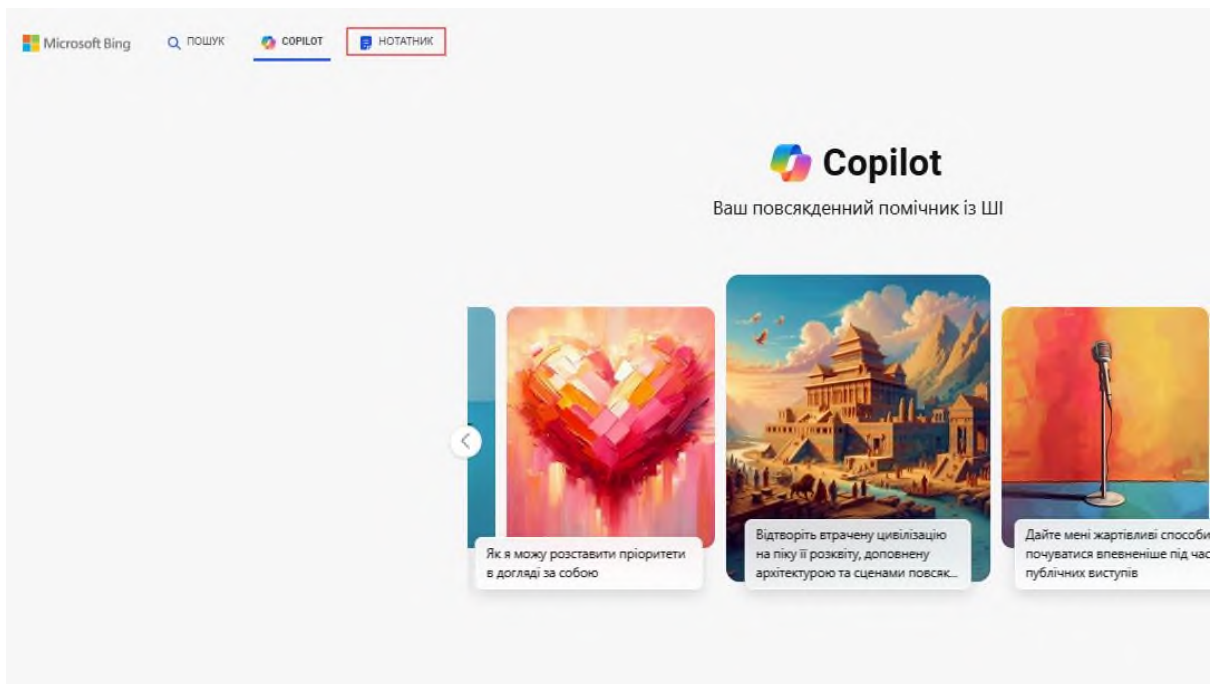 Microsoft Bing ПОШУК COPILOT НОТАТНИК
Copilot
Ваш повсякденний помічник із ШІ
Як я можу розставити пріоритети
в догляді за собою
Відтворіть втрачену цивілізацію
на піку її розквіту, доповнену
архітектурою та сценами повсяк...
Дайте мені жартівливі способи
почуватися впевненіше під час
публічних виступів